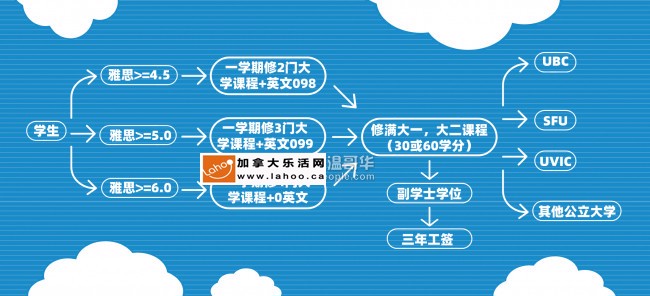 学生
雅思>=4.5
一学期修2门大
学课程+英文098
雅思>=5.0
一学期修3门大
学课程+英文099
雅思>=6.0
学课程+0英文
修满大一，大二课程
（30或60学分）
副学士学位
三年工签
UBC
SFU
UVIC
其他公立大学
lahoo
加拿大乐活网
www.lahoo.ca
温哥华